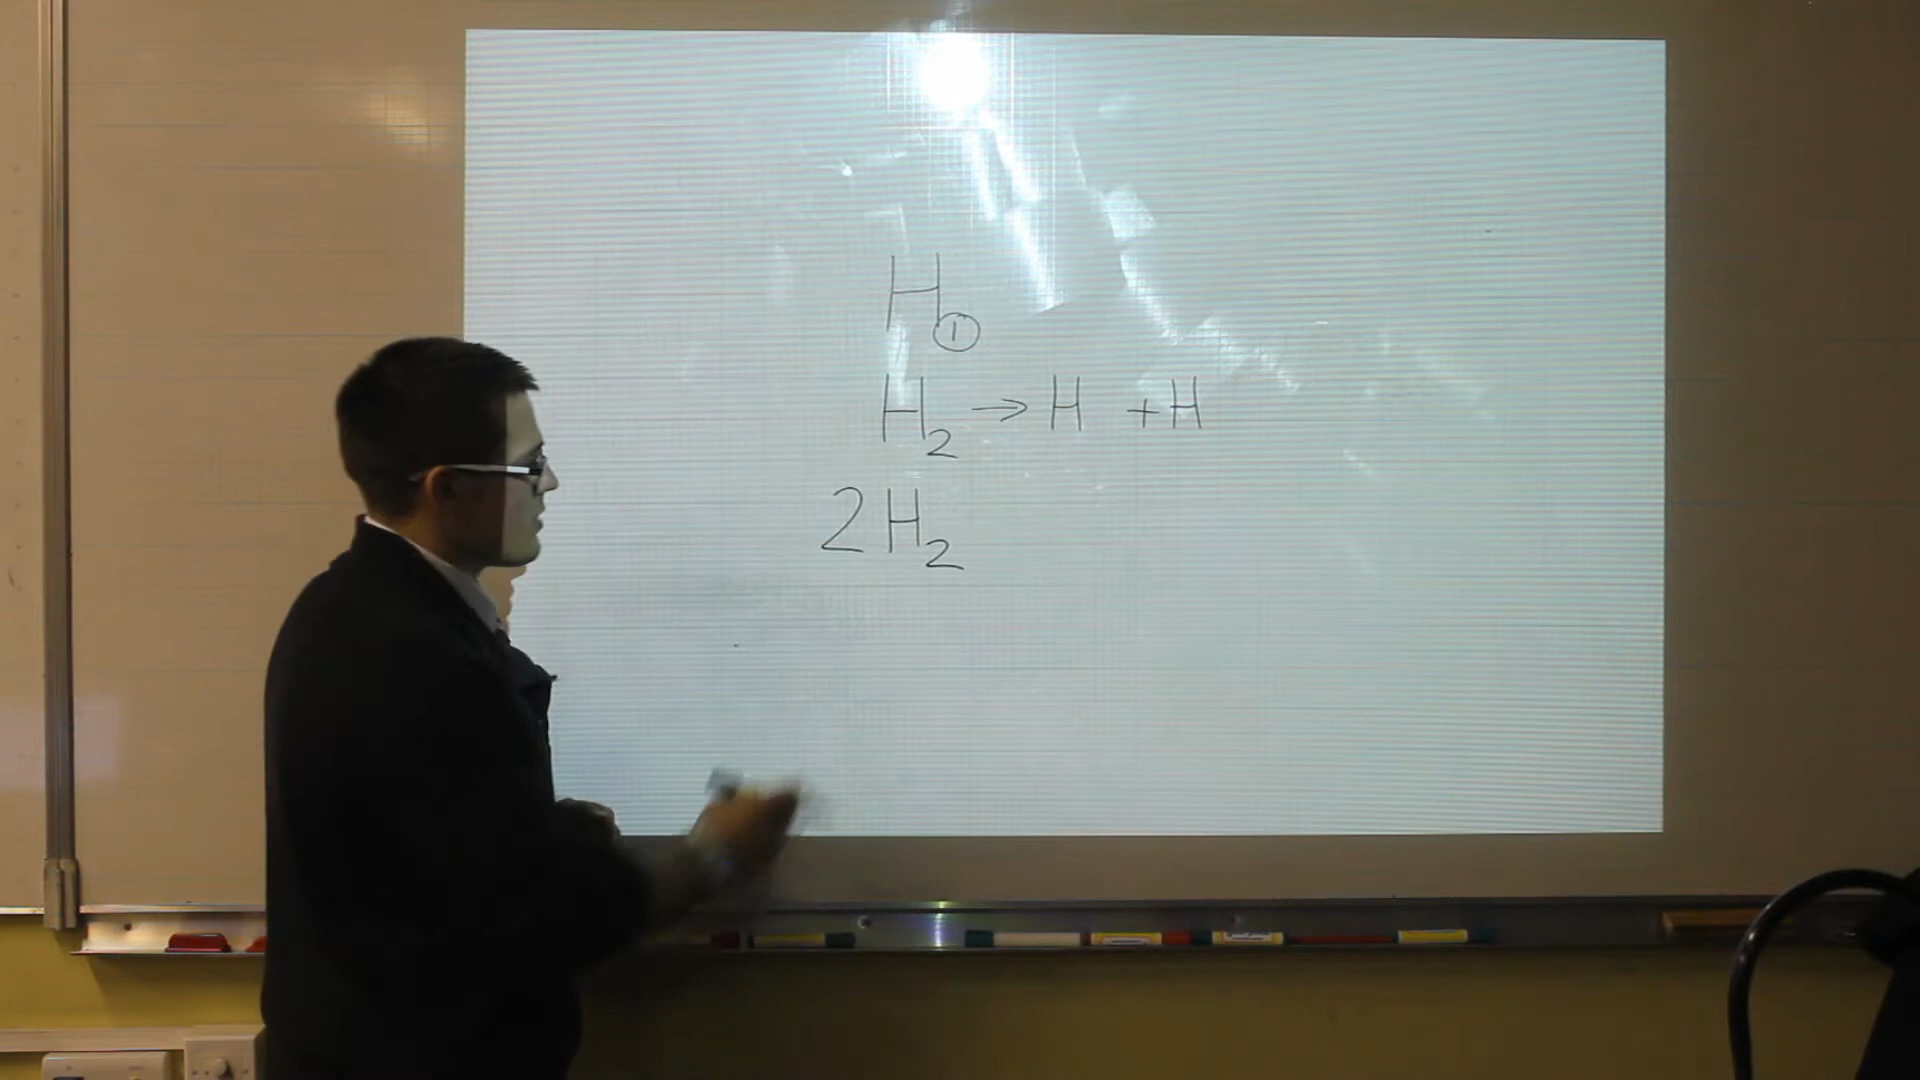 H₁
H₂ → H + H
2H₂